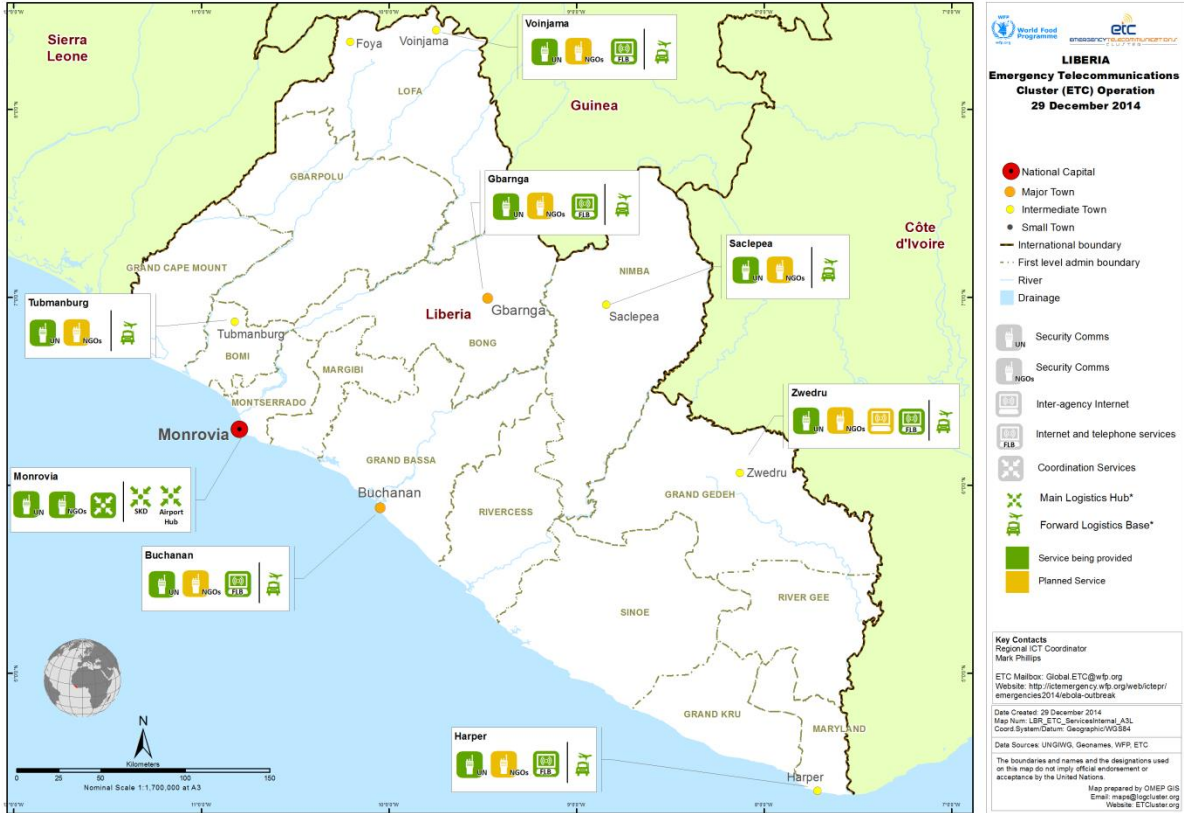 Sierra
Leone
Foya
Voinjama
Voinjama
UN
NGOs
FLB
LOFA
Guinea
GBARPOLU
Gbarnga
UN
NGOs
FLB
Côte
d'Ivoire
GRAND CAPE MOUNT
NIMBA
Saclepea
UN
NGOs
Tubmanburg
UN
NGOs
Tubmanburg
Liberia
Gbarnga
Saclepea
BOMI
BONG
MARGIBI
MONTSERRADO
Zwedru
UN
NGOs
FLB
Monrovia
GRAND BASSA
Zwedru
Monrovia
UN
NGOs
SKD
Airport
Hub
Buchanan
RIVERCESS
GRAND GEDEH
Buchanan
UN
NGOs
FLB
SINOE
RIVER GEE
GRAND KRU
MARYLAND
Harper
UN
NGOs
FLB
Harper
N
Kilometers
0 25 50 100 150
Nominal Scale 1:1,700,000 at A3
WFP
wfp.org
World Food
Programme
etc
EMERGENCY TELECOMMUNICATIONS
CLUSTER
LIBERIA
Emergency Telecommunications
Cluster (ETC) Operation
29 December 2014
National Capital
Major Town
Intermediate Town
Small Town
International boundary
First level admin boundary
River
Drainage
UN
Security Comms
NGOs
Security Comms
Inter-agency Internet
FLB
Internet and telephone services
Coordination Services
Main Logistics Hub*
Forward Logistics Base*
Service being provided
Planned Service
Key Contacts
Regional ICT Coordinator
Mark Phillips
ETC Mailbox: Global.ETC@wfp.org
Website: http://ictemergency.wfp.org/web/ictepr/
emergencies2014/ebola-outbreak
Date Created: 29 December 2014
Map Num: LBR_ETC_ServicesInternal_A3L
Coord.System/Datum: Geographic/WGS84
Data Sources: UNGIWG, Geonames, WFP, ETC
The boundaries and names and the designations used
on this map do not imply official endorsement or
acceptance by the United Nations.
Map prepared by OMEP GIS
Email: maps@logcluster.org
Website: ETCluster.org